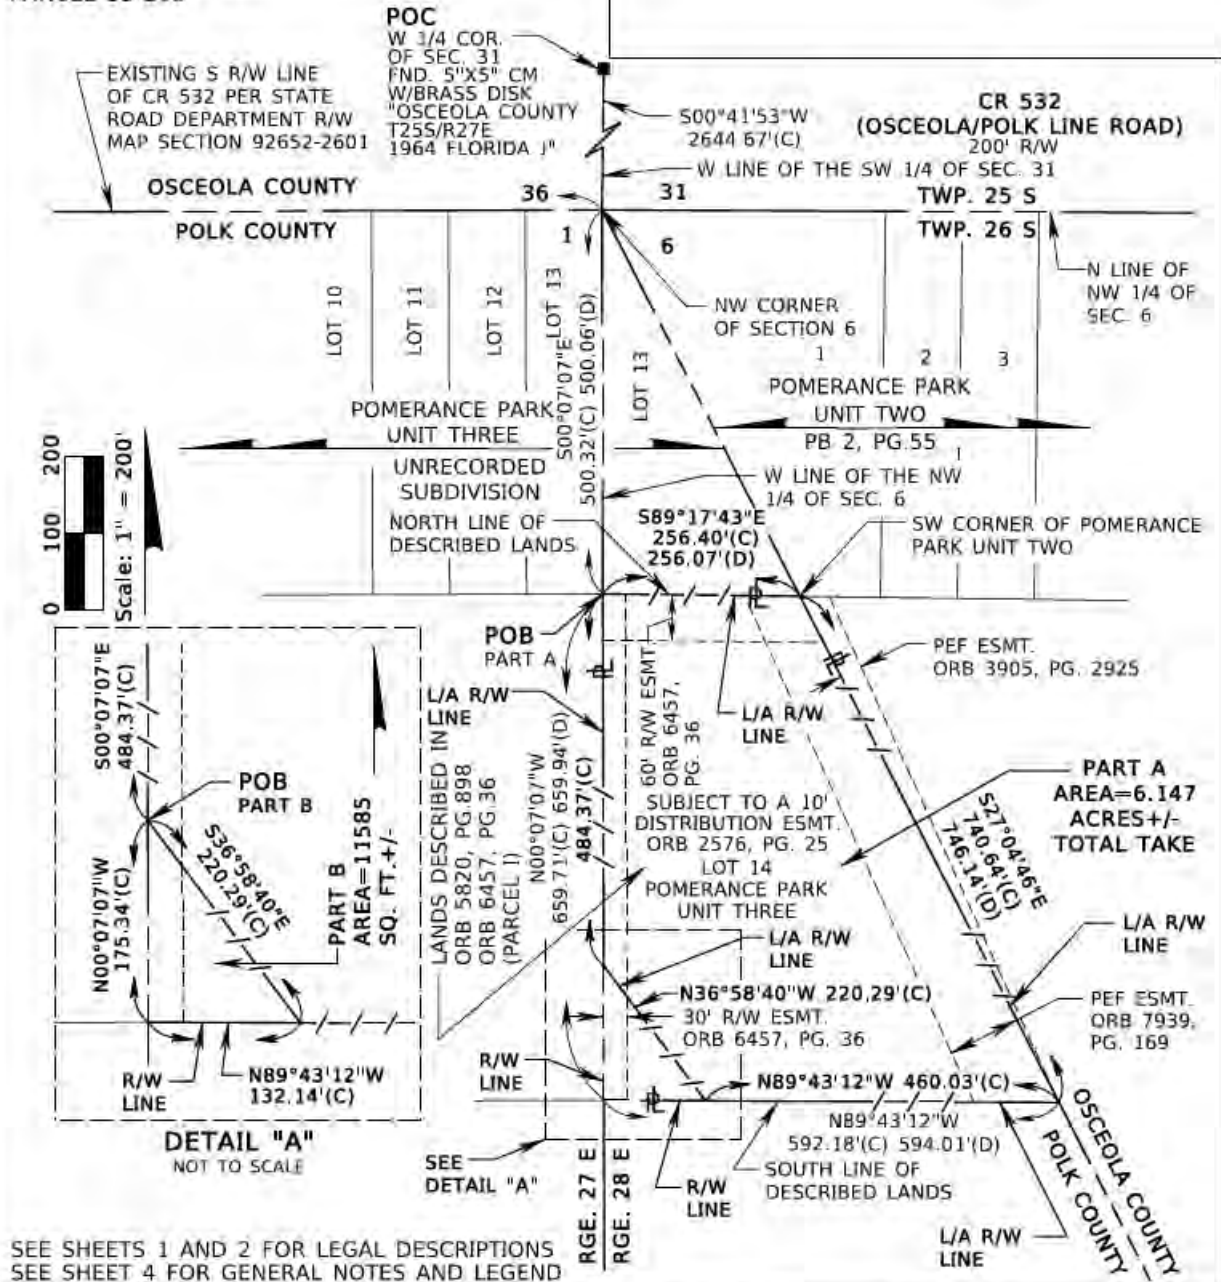 POC
W 1/4 COR.
OF SEC. 31
FND. 5"X5" CM
W/BRASS DISK
"OSCEOLA COUNTY
T25S/R27E
1964 FLORIDA J"
EXISTING S R/W LINE
OF CR 532 PER STATE
ROAD DEPARTMENT R/W
MAP SECTION 92652-2601
S00°41'53"W
2644.67'(C)
CR 532
(OSCEOLA/POLK LINE ROAD)
200' R/W
W LINE OF THE SW 1/4 OF SEC. 31
OSCEOLA COUNTY
36
31
TWP. 25 S
POLK COUNTY
1
6
TWP. 26 S
N LINE OF
NW 1/4 OF
SEC. 6
LOT 10
LOT 11
LOT 12
LOT 13
S00°07'07"E
500.32'(C) 500.06'(D)
LOT 13
NW CORNER
OF SECTION 6
1
2
3
POMERANCE PARK
UNIT THREE
UNRECORDED
SUBDIVISION
POMERANCE PARK
UNIT TWO
PB 2, PG.55
1
W LINE OF THE NW
1/4 OF SEC. 6
200'
100
0
Scale: 1" = 200'
NORTH LINE OF
DESCRIBED LANDS
S89°17'43"E
256.40'(C)
256.07'(D)
SW CORNER OF POMERANCE
PARK UNIT TWO
POB
PART A
PEF ESMT.
ORB 3905, PG. 2925
L/A R/W
LINE
60' R/W ESMT
ORB 6457,
PG. 36
L/A R/W
LINE
LANDS DESCRIBED IN
ORB 5820, PG.898
ORB 6457, PG.36
(PARCEL I)
N00°07'07"W
659.71'(C) 659.94'(D)
484.37'(C)
SUBJECT TO A 10'
DISTRIBUTION ESMT.
ORB 2576, PG. 25
LOT 14
POMERANCE PARK
UNIT THREE
PART A
AREA=6.147
ACRES+/-
TOTAL TAKE
S27°04'46"E
740.64'(C)
746.14'(D)
L/A R/W
LINE
L/A R/W
LINE
N36°58'40"W 220.29'(C)
30' R/W ESMT.
ORB 6457, PG. 36
PEF ESMT.
ORB 7939,
PG. 169
R/W
LINE
N89°43'12"W 460.03'(C)
N89°43'12"W
592.18'(C) 594.01'(D)
SOUTH LINE OF
DESCRIBED LANDS
R/W
LINE
OSCEOLA COUNTY
POLK COUNTY
L/A R/W
LINE
S00°07'07"E
484.37'(C)
POB
PART B
N00°07'07"W
175.34'(C)
S36°58'40"E
220.29'(C)
PART B
AREA=11585
SQ. FT.+/-
R/W
LINE
N89°43'12"W
132.14'(C)
DETAIL "A"
NOT TO SCALE
SEE
DETAIL "A"
RGE. 27 E
RGE. 28 E
SEE SHEETS 1 AND 2 FOR LEGAL DESCRIPTIONS
SEE SHEET 4 FOR GENERAL NOTES AND LEGEND